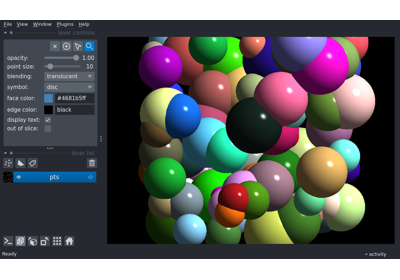 File View Window Plugins Help
layer controls
opacity: 1.00
point size: 10
blending: translucent
symbol: disc
face color: #4681b5ff
edge color: black
display text:
out of slice:
layer list
pts
Ready
activity